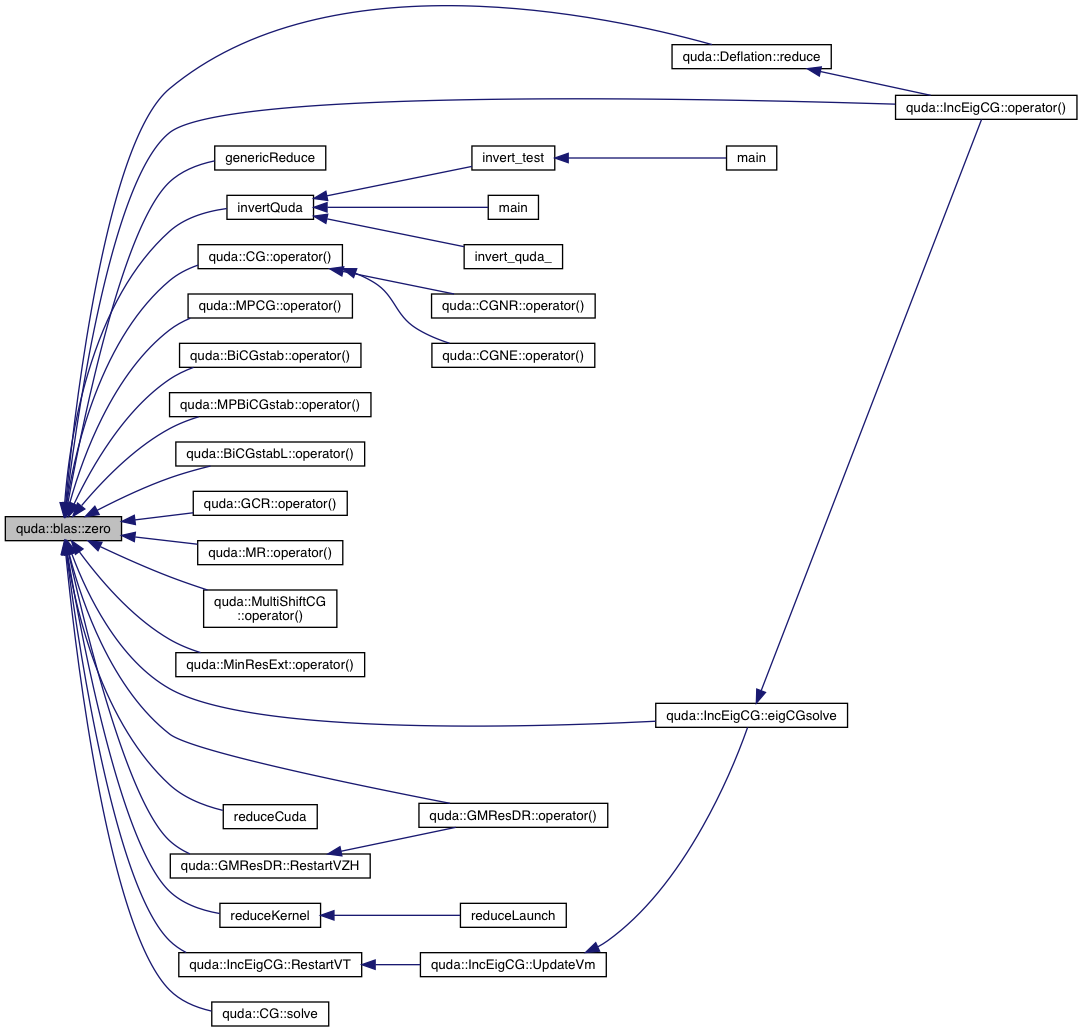 quda::Deflation::reduce
quda::IncEigCG::operator()
genericReduce
invert_test
main
invertQuda
main
quda::CG::operator()
invert_quda_
quda::MPCG::operator()
quda::CGNR::operator()
quda::BiCGstab::operator()
quda::CGNE::operator()
quda::MPBiCGstab::operator()
quda::BiCGstabL::operator()
quda::GCR::operator()
quda::blas::zero
quda::MR::operator()
quda::MultiShiftCG
::operator()
quda::MinResExt::operator()
quda::IncEigCG::eigCGsolve
reduceCuda
quda::GMResDR::operator()
quda::GMResDR::RestartVZH
reduceKernel
reduceLaunch
quda::IncEigCG::RestartVT
quda::IncEigCG::UpdateVm
quda::CG::solve